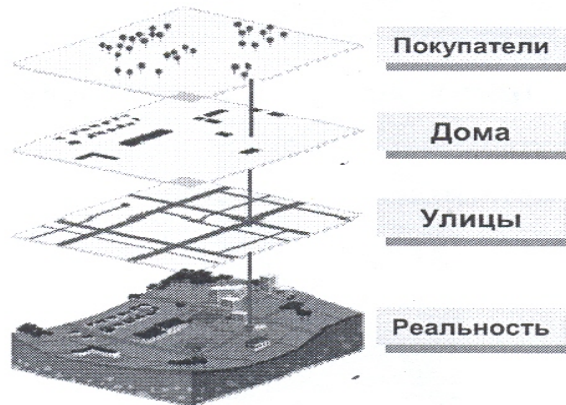 Покупатели
Дома
Улицы
Реальность